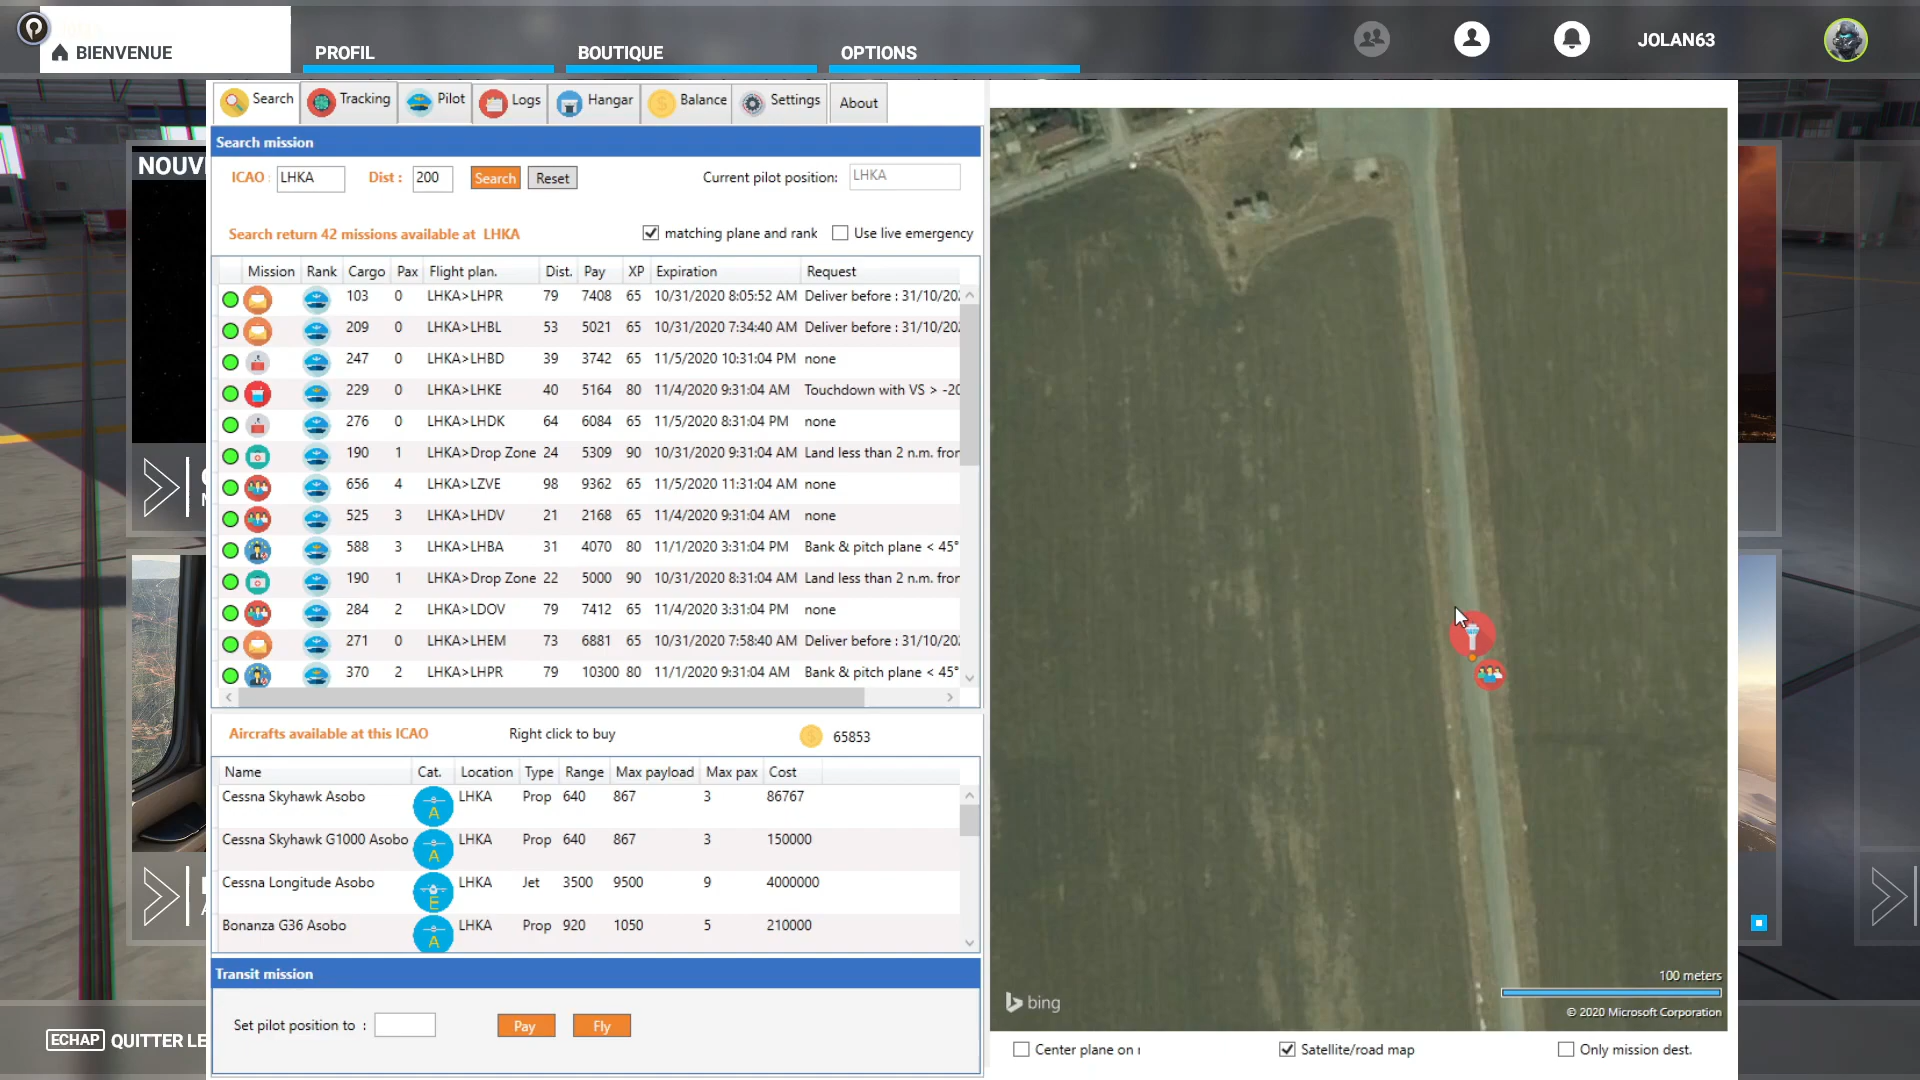 BIENVENUE
PROFIL
BOUTIQUE
OPTIONS
JOLAN63
Search
Tracking
Pilot
Logs
Hangar
Balance
Settings
About
Search mission
ICAO : LHKA Dist : 200 Search Reset Current pilot position: LHKA
Search return 42 missions available at LHKA matching plane and rank Use live emergency
Mission Rank Cargo Pax Flight plan. Dist. Pay XP Expiration Request
103 0 LHKA>LHPR 79 7408 65 10/31/2020 8:05:52 AM Deliver before : 31/10/20
209 0 LHKA>LHBL 53 5021 65 10/31/2020 7:34:40 AM Deliver before : 31/10/20
247 0 LHKA>LHBD 39 3742 65 11/5/2020 10:31:04 PM none
229 0 LHKA>LHKE 40 5164 80 11/4/2020 9:31:04 AM Touchdown with VS > -20
276 0 LHKA>LHDK 64 6084 65 11/5/2020 8:31:04 PM none
190 1 LHKA>Drop Zone 24 5309 90 10/31/2020 9:31:04 AM Land less than 2 n.m. from
656 4 LHKA>LZVE 98 9362 65 11/5/2020 11:31:04 AM none
525 3 LHKA>LHDV 21 2168 65 11/4/2020 9:31:04 AM none
588 3 LHKA>LHBA 31 4070 80 11/1/2020 3:31:04 PM Bank & pitch plane < 45°
190 1 LHKA>Drop Zone 22 5000 90 10/31/2020 8:31:04 AM Land less than 2 n.m. from
284 2 LHKA>LDOV 79 7412 65 11/4/2020 3:31:04 PM none
271 0 LHKA>LHEM 73 6881 65 10/31/2020 7:58:40 AM Deliver before : 31/10/20
370 2 LHKA>LHPR 79 10300 80 11/1/2020 9:31:04 AM Bank & pitch plane < 45°
Aircrafts available at this ICAO Right click to buy 65853
Name Cat. Location Type Range Max payload Max pax Cost
Cessna Skyhawk Asobo A LHKA Prop 640 867 3 86767
Cessna Skyhawk G1000 Asobo A LHKA Prop 640 867 3 150000
Cessna Longitude Asobo E LHKA Jet 3500 9500 9 4000000
Bonanza G36 Asobo A LHKA Prop 920 1050 5 210000
Transit mission
Set pilot position to : Pay Fly
NOUV
ECHAP QUITTER LE
bing
100 meters
© 2020 Microsoft Corporation
Center plane on
Satellite/road map
Only mission dest.